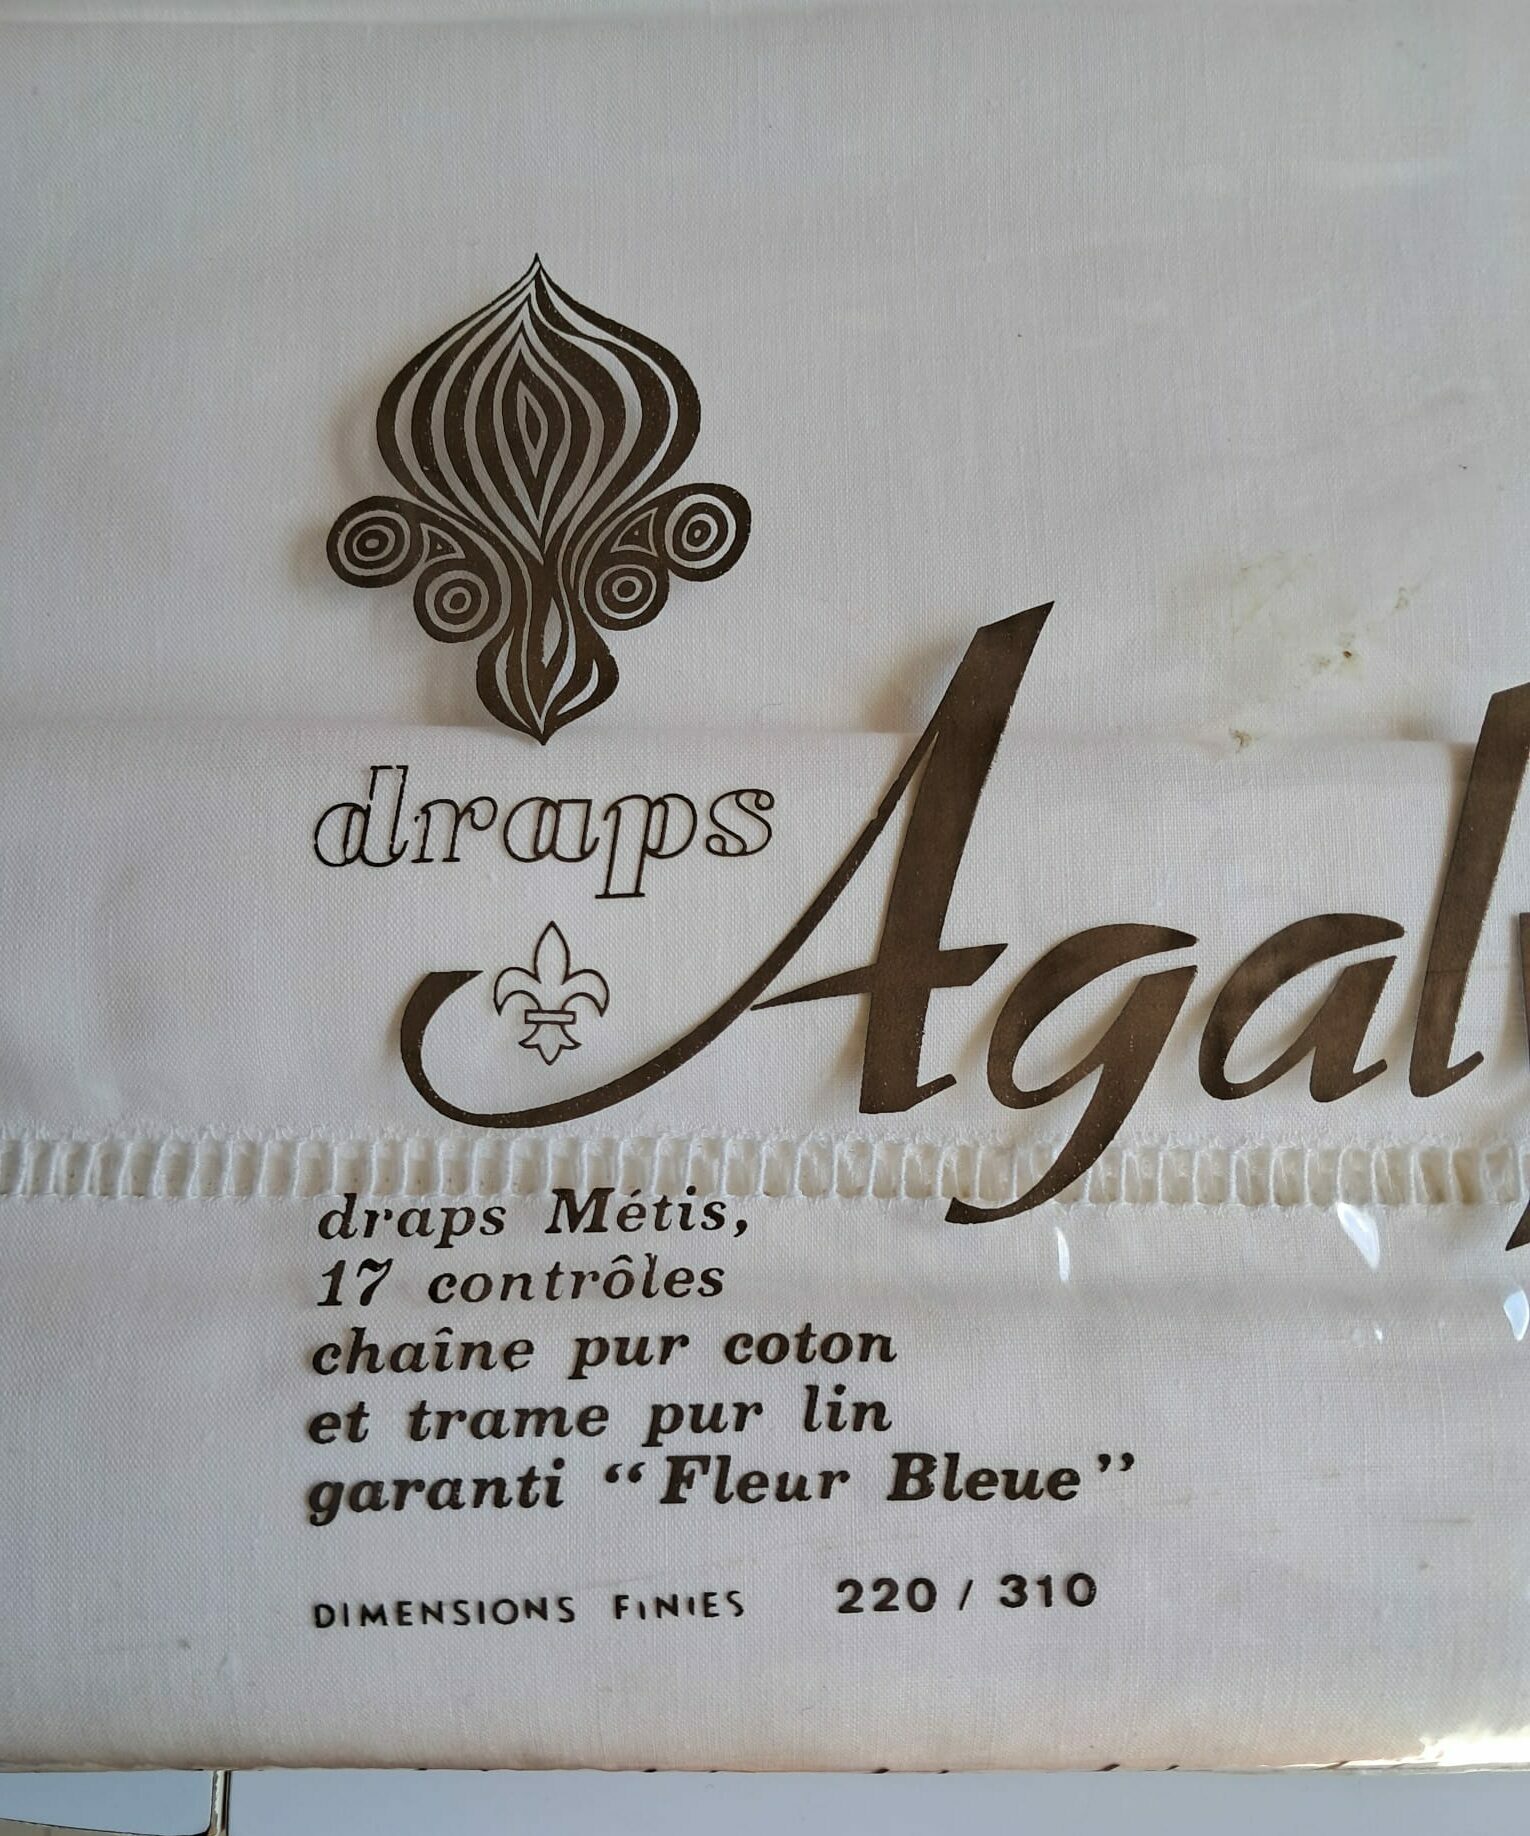 draps
Agal
draps Métis,
17 contrôles
chaîne pur coton
et trame pur lin
garanti “Fleur Bleue”
DIMENSIONS FINIES 220 / 310